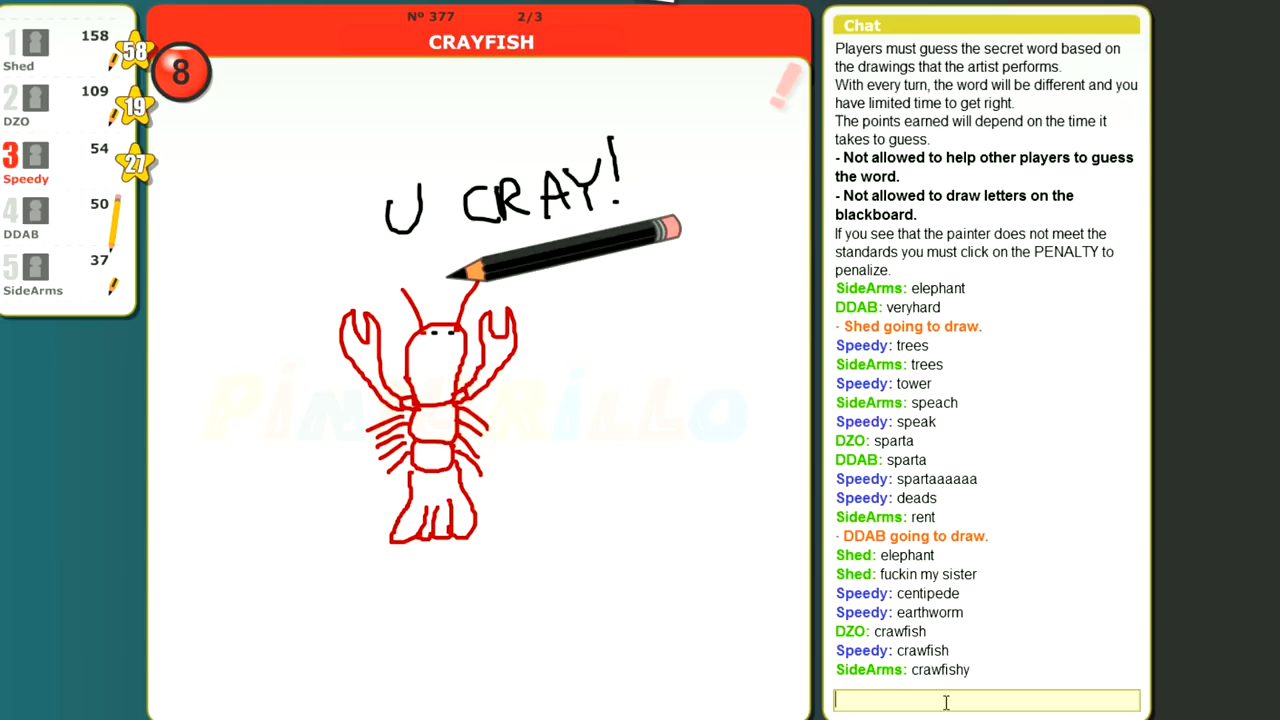 1
158
58
Shed
2
109
19
DZO
3
54
27
Speedy
4
50
DDAB
5
37
SideArms
Nº 377 2/3
CRAYFISH
8
!
U CRAY!
PiNTURiLLO
Chat
Players must guess the secret word based on
the drawings that the artist performs.
With every turn, the word will be different and you
have limited time to get right.
The points earned will depend on the time it
takes to guess.
- Not allowed to help other players to guess
the word.
- Not allowed to draw letters on the
blackboard.
If you see that the painter does not meet the
standards you must click on the PENALTY to
penalize.
SideArms: elephant
DDAB: veryhard
· Shed going to draw.
Speedy: trees
SideArms: trees
Speedy: tower
SideArms: speach
Speedy: speak
DZO: sparta
DDAB: sparta
Speedy: spartaaaaaa
Speedy: deads
SideArms: rent
· DDAB going to draw.
Shed: elephant
Shed: fuckin my sister
Speedy: centipede
Speedy: earthworm
DZO: crawfish
Speedy: crawfish
SideArms: crawfishy